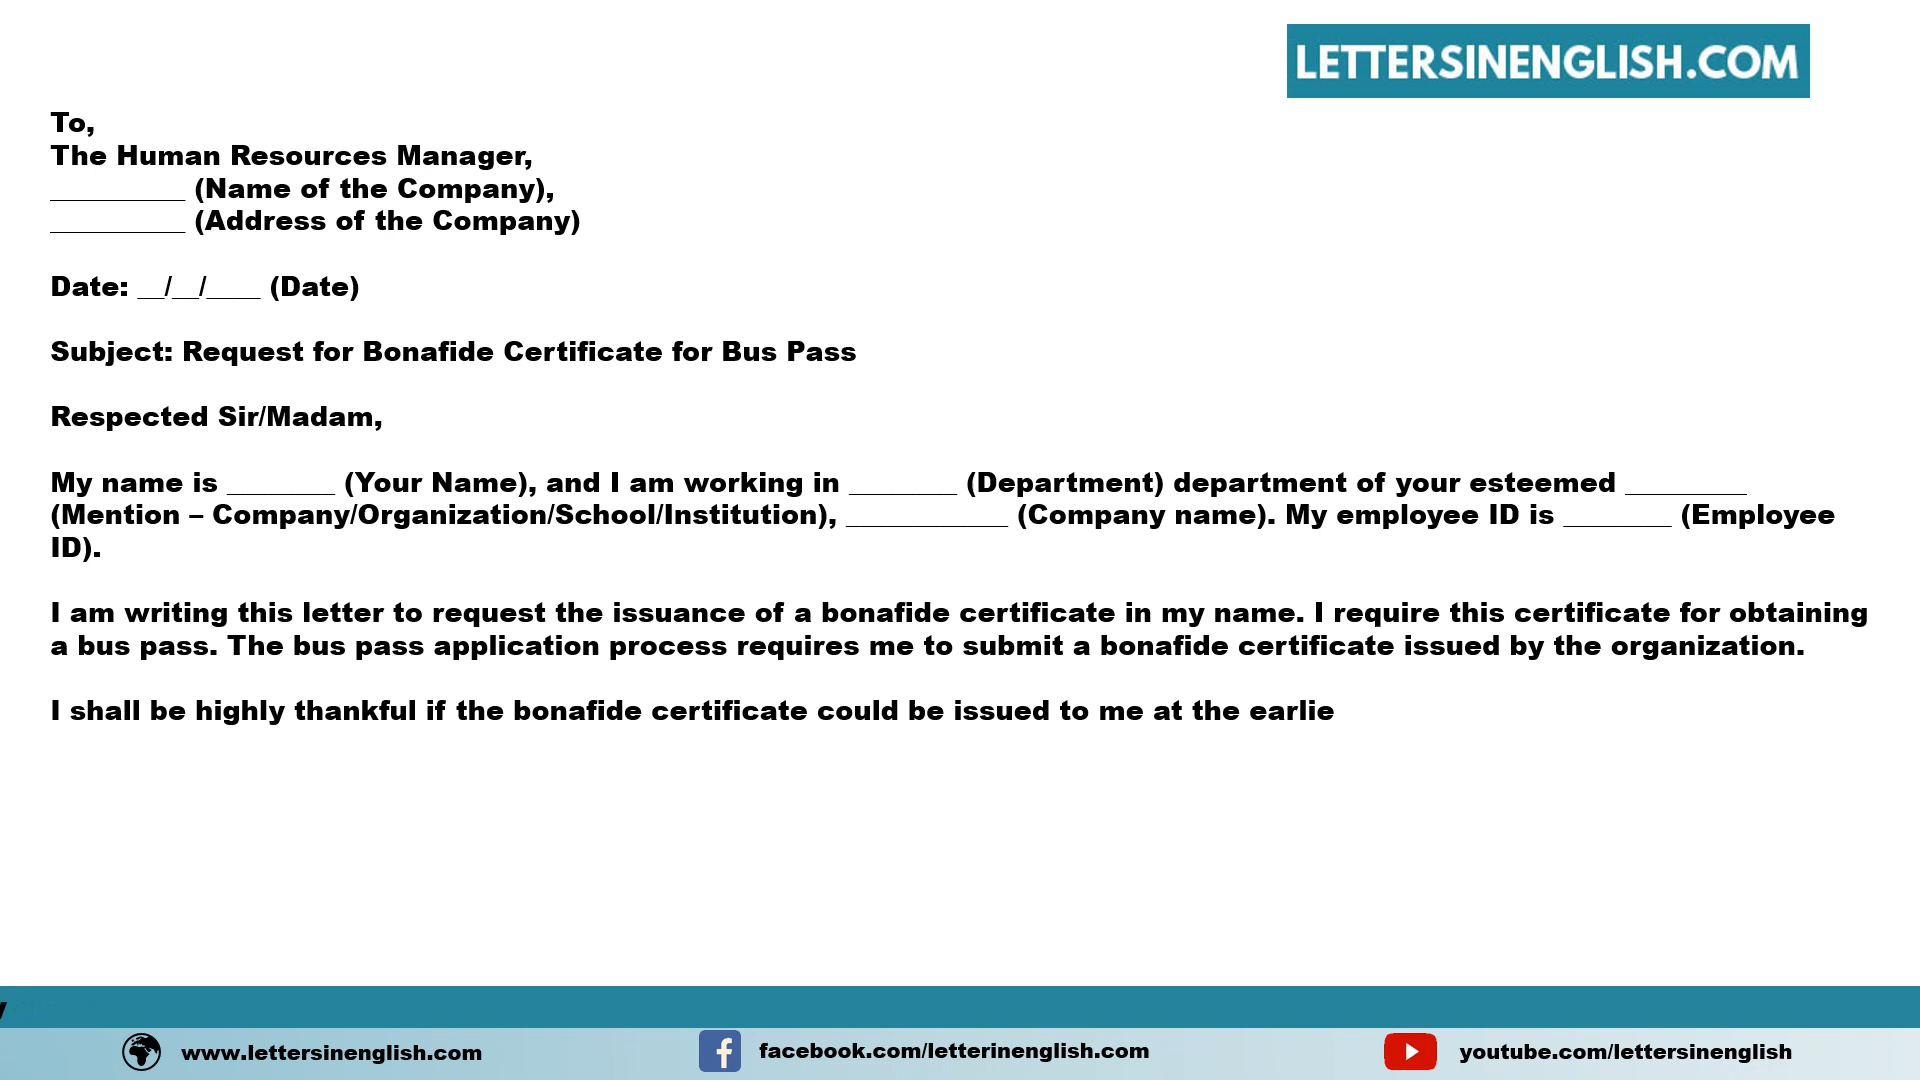 LETTERSINENGLISH.COM
To,
The Human Resources Manager,
__________ (Name of the Company),
__________ (Address of the Company)
Date: __/__/____ (Date)
Subject: Request for Bonafide Certificate for Bus Pass
Respected Sir/Madam,
My name is ________ (Your Name), and I am working in ________ (Department) department of your esteemed _________
(Mention – Company/Organization/School/Institution), ____________ (Company name). My employee ID is ________ (Employee
ID).
I am writing this letter to request the issuance of a bonafide certificate in my name. I require this certificate for obtaining
a bus pass. The bus pass application process requires me to submit a bonafide certificate issued by the organization.
I shall be highly thankful if the bonafide certificate could be issued to me at the earlie
www.lettersinenglish.com
facebook.com/letterinenglish.com
youtube.com/lettersinenglish